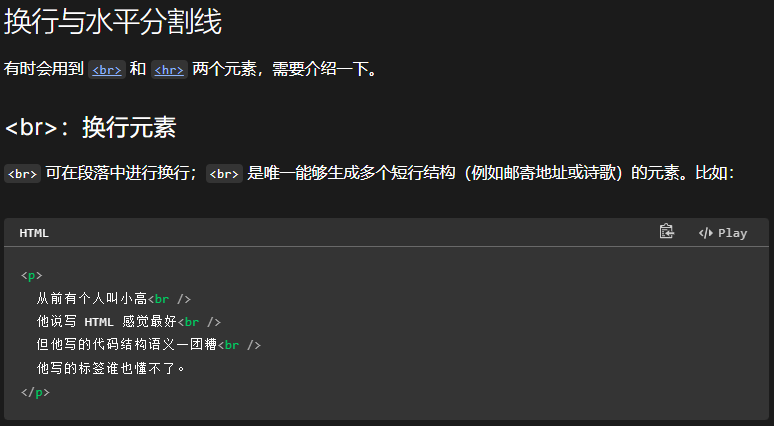 换行与水平分割线
有时会用到 <br> 和 <hr> 两个元素，需要介绍一下。
<br>：换行元素
<br> 可在段落中进行换行；<br> 是唯一能够生成多个短行结构（例如邮寄地址或诗歌）的元素。比如：
HTML </> Play
<p>
从前有个人叫小高<br />
他说写 HTML 感觉最好<br />
但他写的代码结构语义一团糟<br />
他写的标签谁也懂不了。
</p>